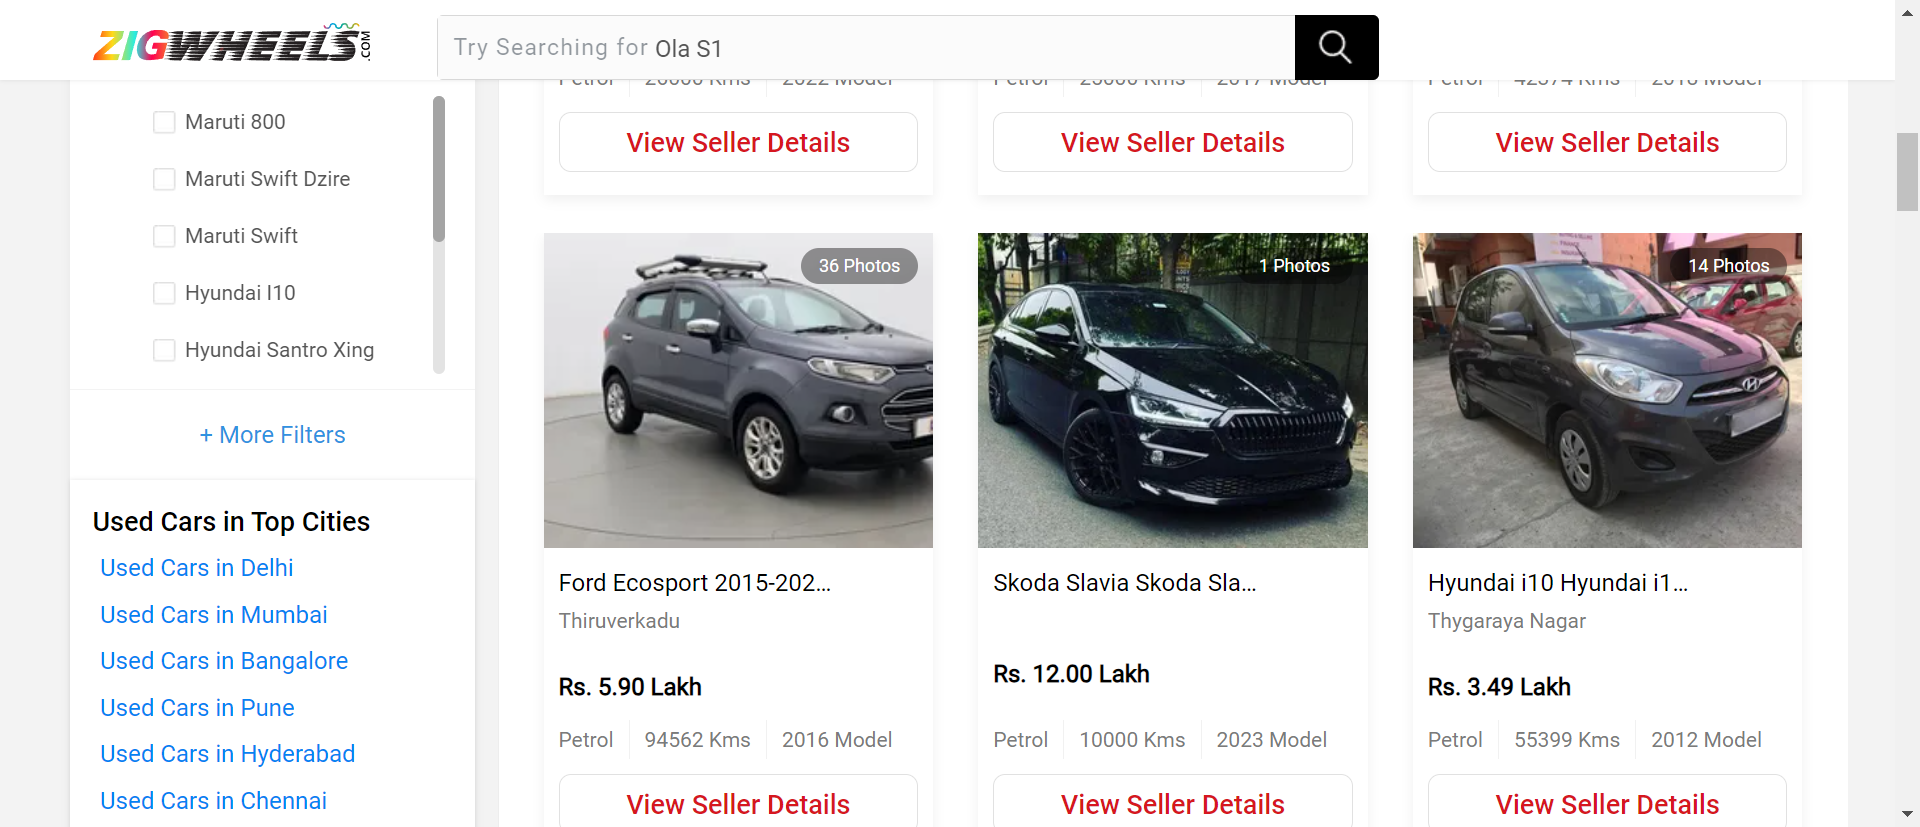 ZIGWHEELS.COM
Try Searching for Ola S1
Maruti 800
Maruti Swift Dzire
Maruti Swift
Hyundai I10
Hyundai Santro Xing
+ More Filters
Used Cars in Top Cities
Used Cars in Delhi
Used Cars in Mumbai
Used Cars in Bangalore
Used Cars in Pune
Used Cars in Hyderabad
Used Cars in Chennai
View Seller Details
View Seller Details
View Seller Details
36 Photos
Ford Ecosport 2015-202...
Thiruverkadu
Rs. 5.90 Lakh
Petrol 94562 Kms 2016 Model
View Seller Details
1 Photos
Skoda Slavia Skoda Sla...
Rs. 12.00 Lakh
Petrol 10000 Kms 2023 Model
View Seller Details
14 Photos
Hyundai i10 Hyundai i1...
Thygaraya Nagar
Rs. 3.49 Lakh
Petrol 55399 Kms 2012 Model
View Seller Details